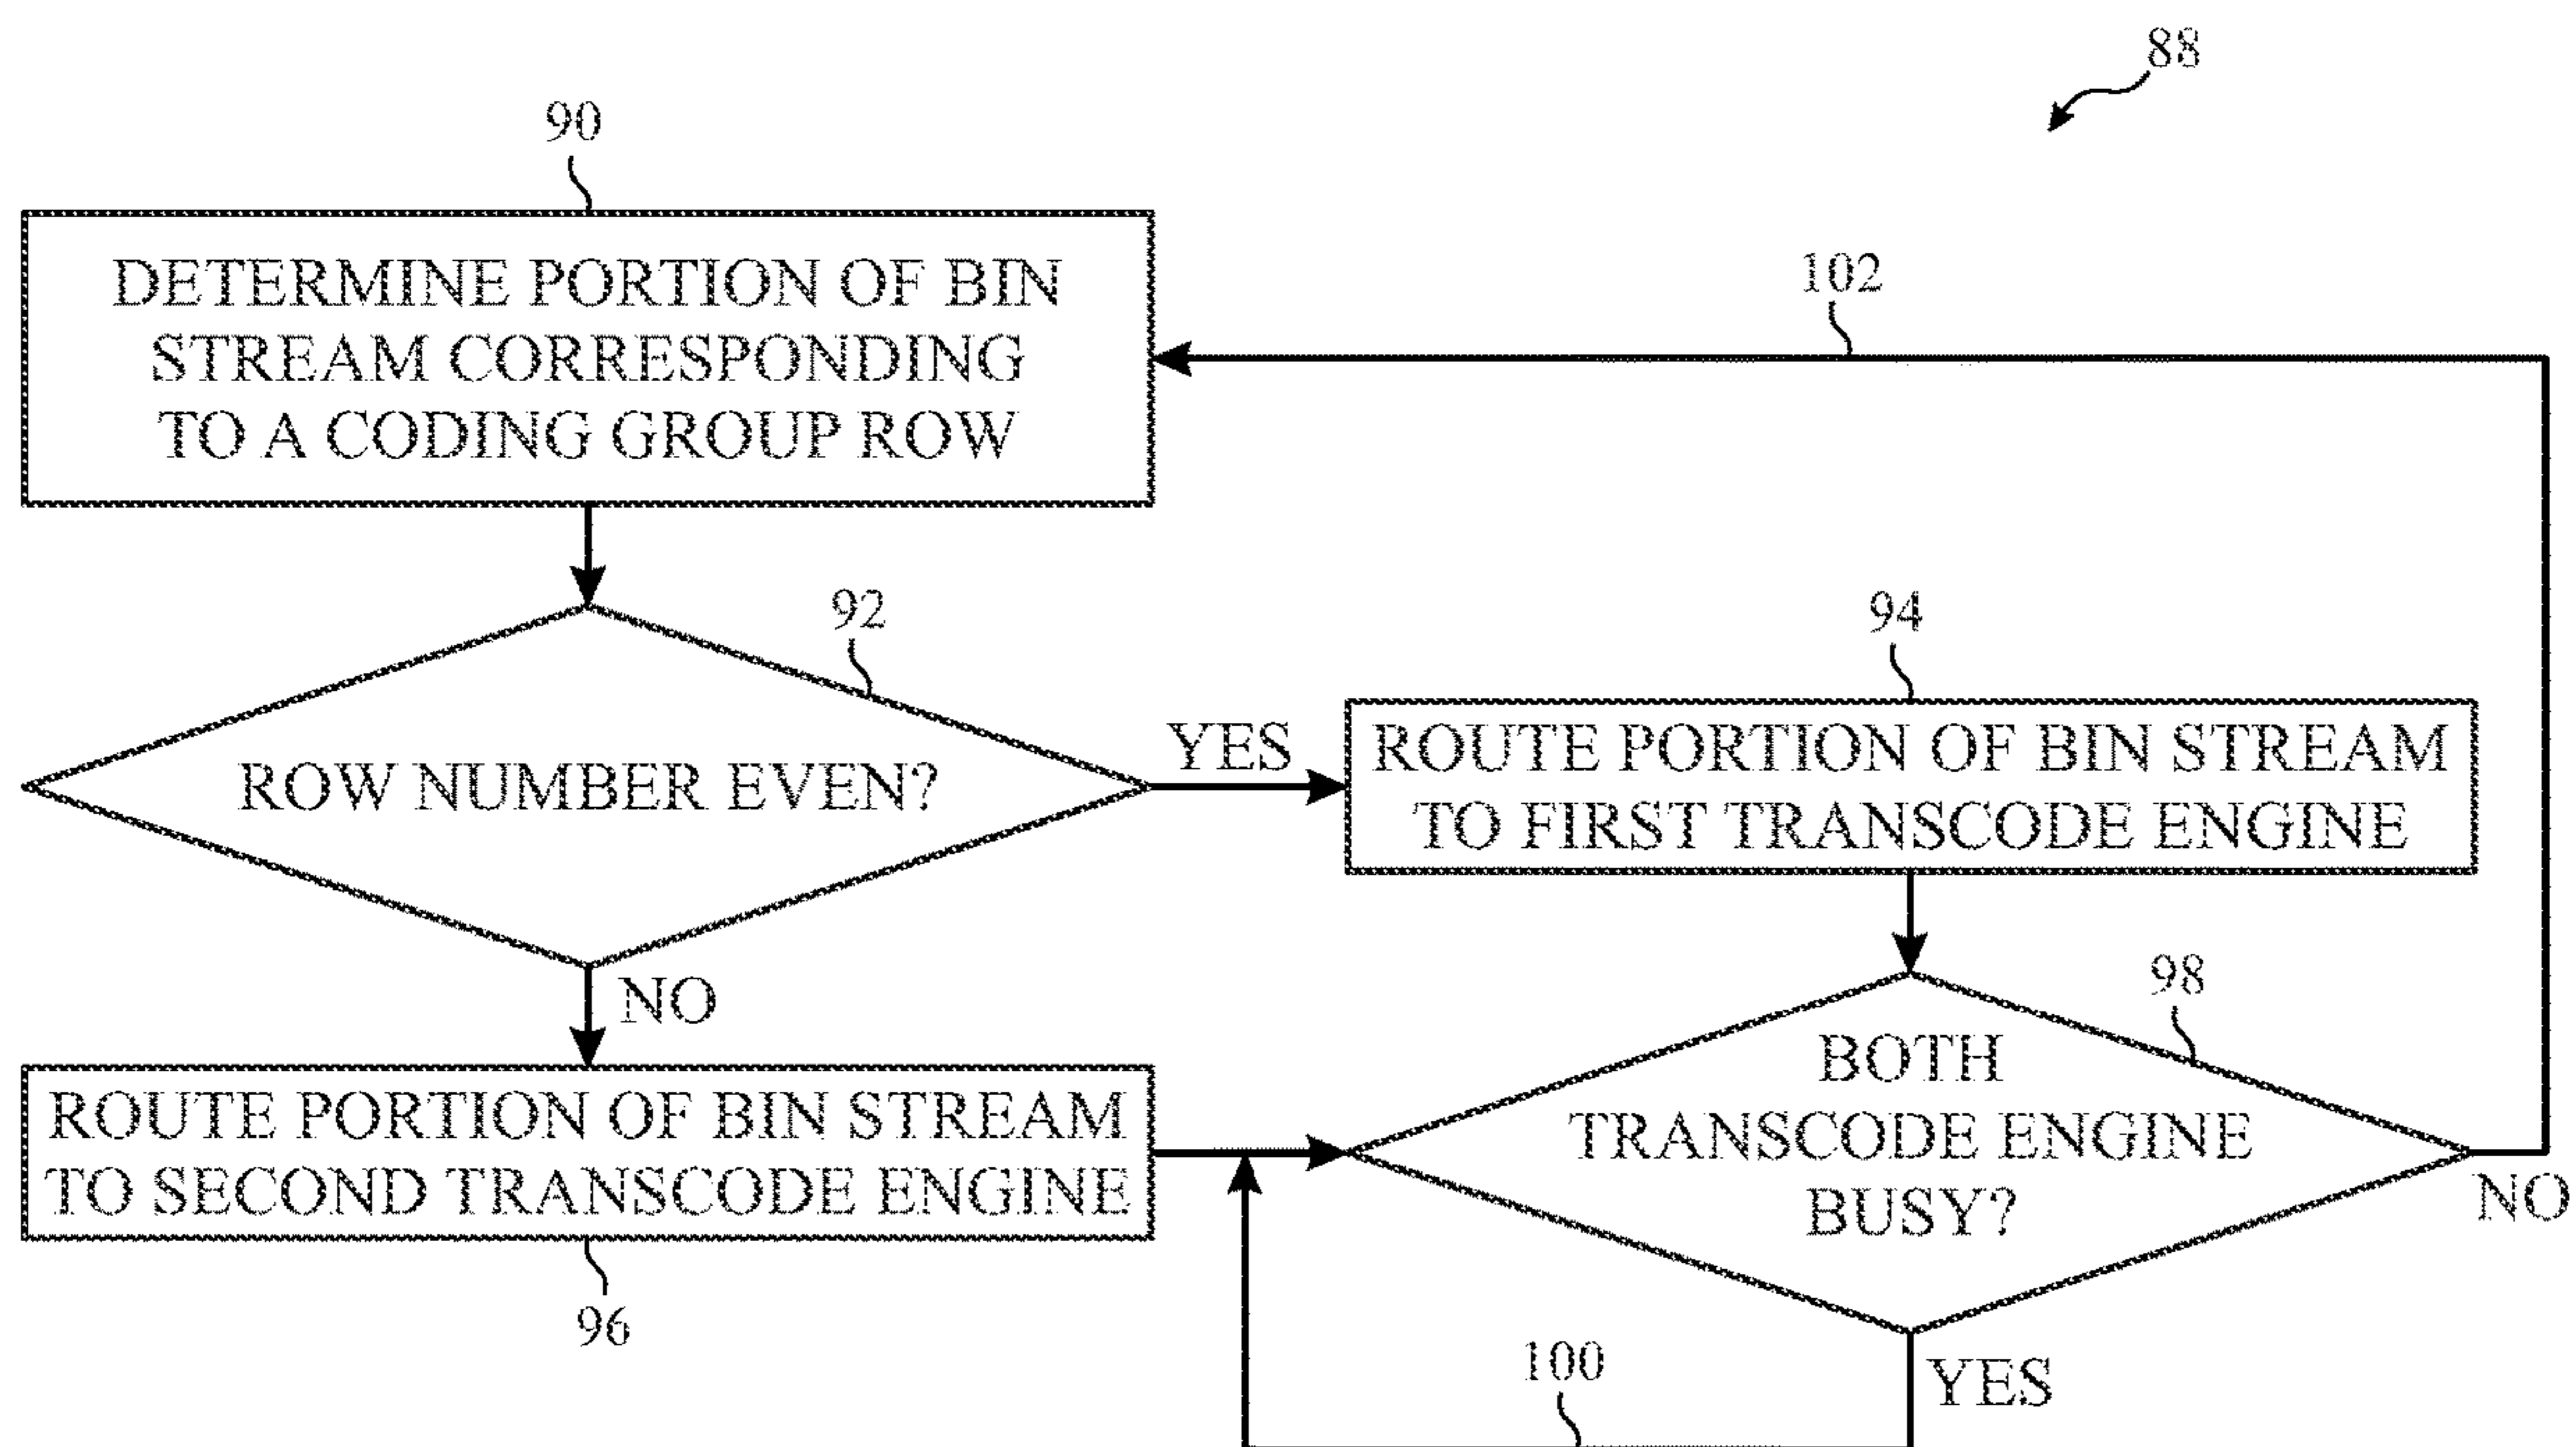 88
90
DETERMINE PORTION OF BIN
STREAM CORRESPONDING
TO A CODING GROUP ROW
102
92
ROW NUMBER EVEN?
YES
94
ROUTE PORTION OF BIN STREAM
TO FIRST TRANSCODE ENGINE
NO
96
ROUTE PORTION OF BIN STREAM
TO SECOND TRANSCODE ENGINE
98
BOTH
TRANSCODE ENGINE
BUSY?
NO
YES
100